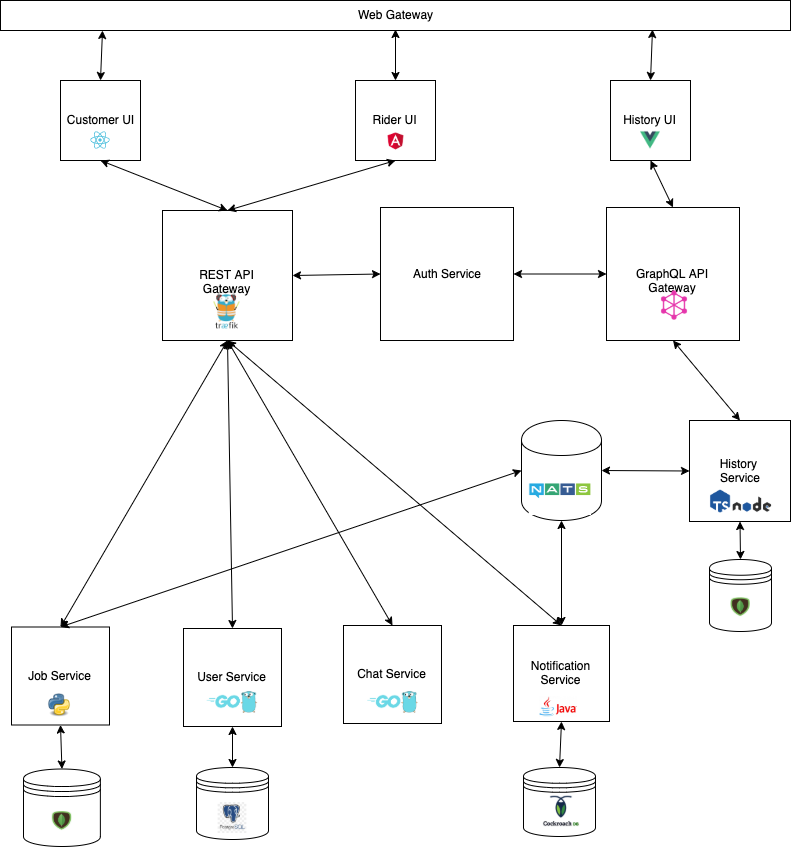 Web Gateway
Customer UI
Rider UI
History UI
REST API
Gateway
træfik
Auth Service
GraphQL API
Gateway
NATS
History
Service
TS node
Job Service
User Service
GO
Chat Service
GO
Notification
Service
Java
PostgreSQL
Cockroach DB